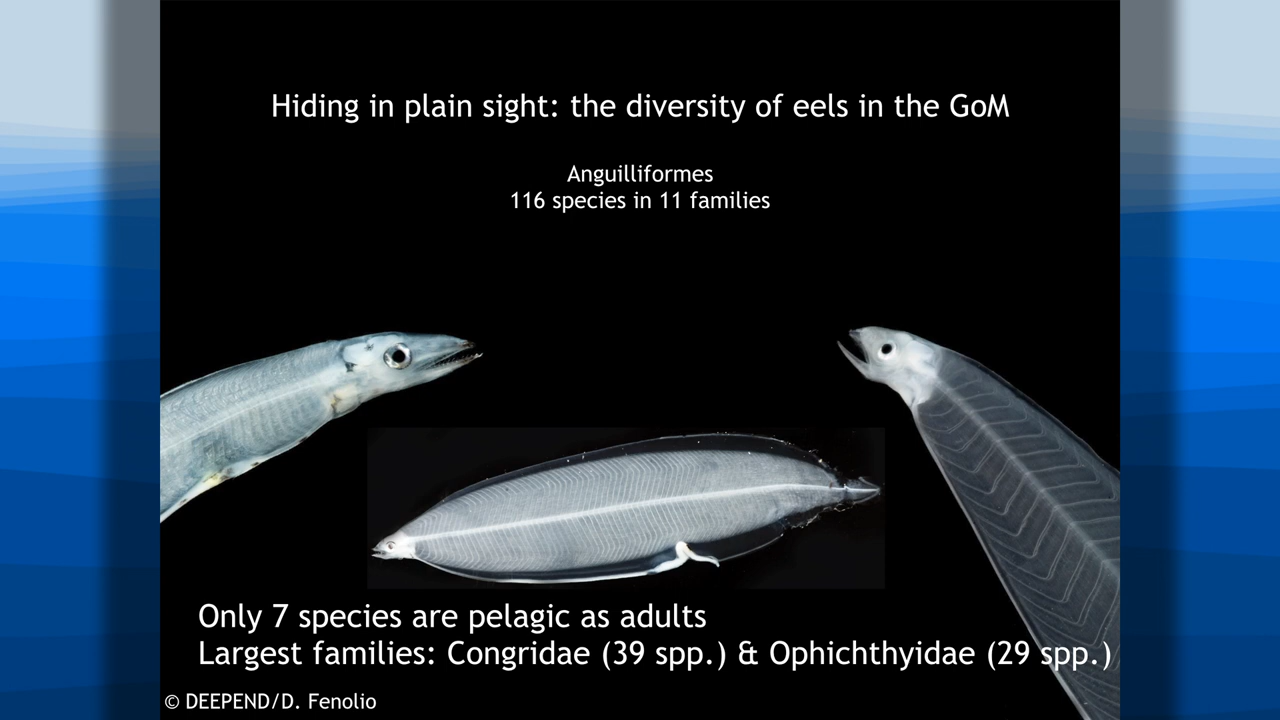 Hiding in plain sight: the diversity of eels in the GoM
Anguilliformes
116 species in 11 families
Only 7 species are pelagic as adults
Largest families: Congridae (39 spp.) & Ophichthyidae (29 spp.)
© DEEPEND/D. Fenolio